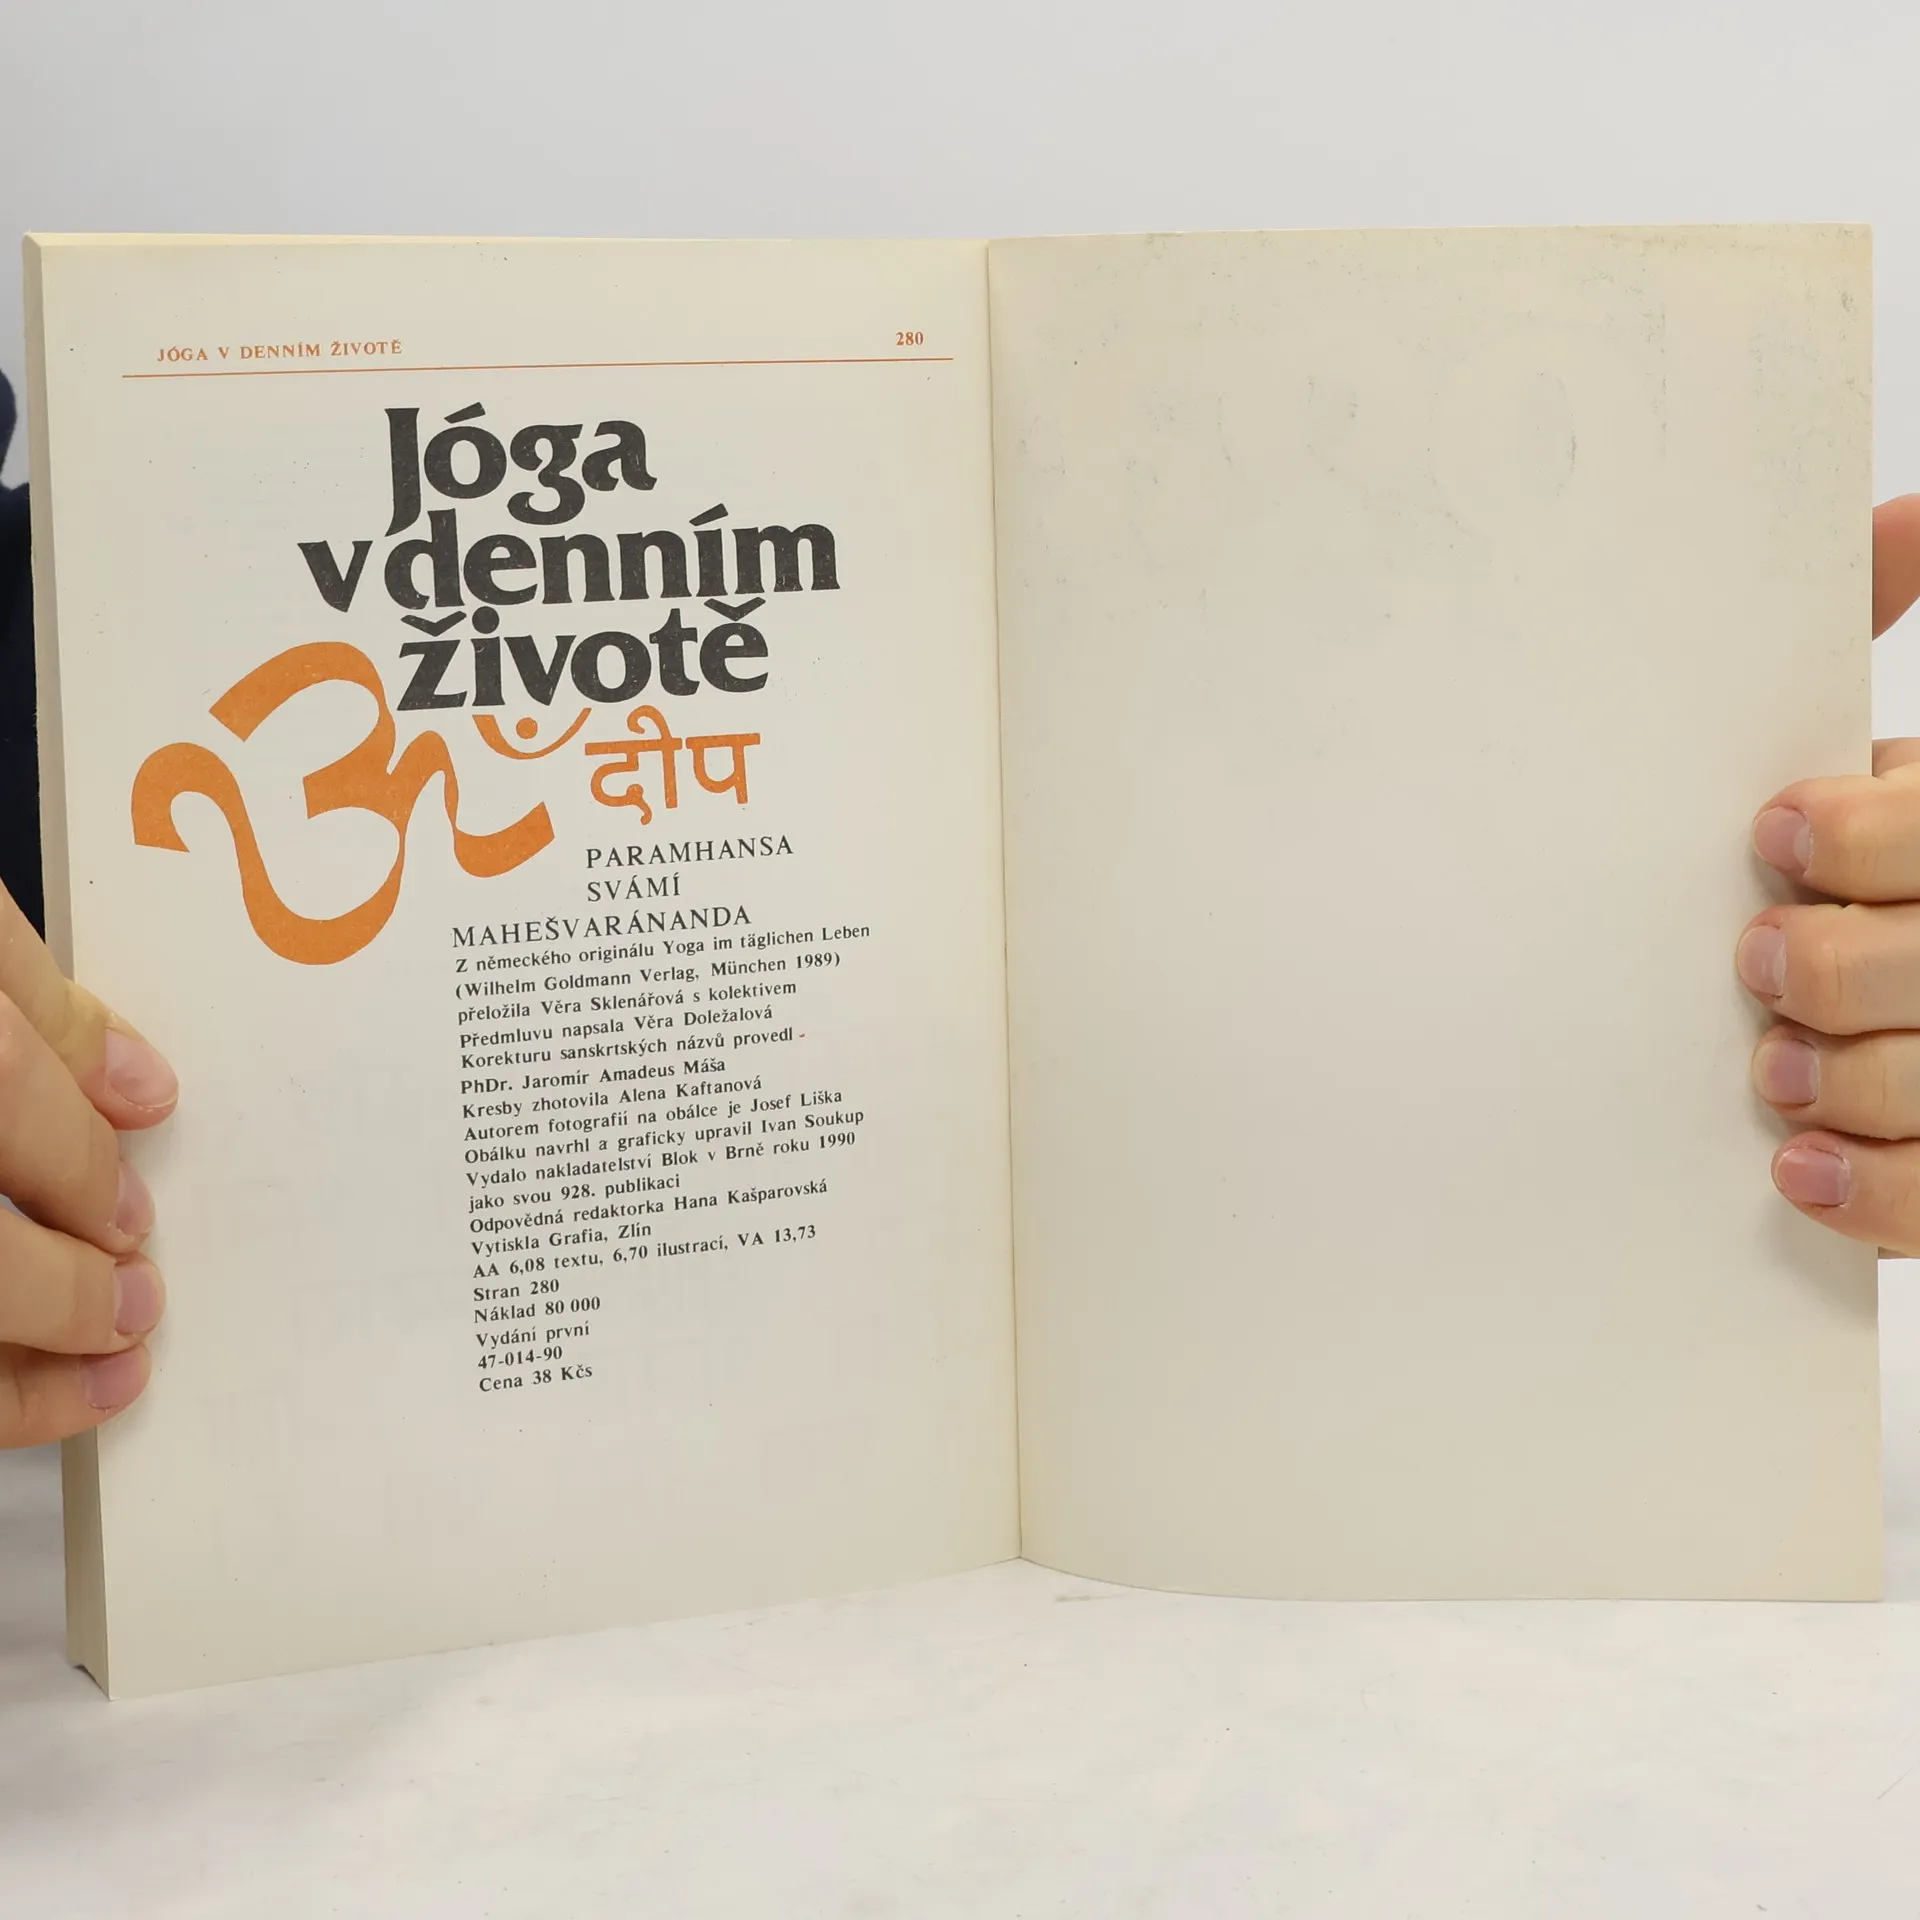 JÓGA V DENNÍM ŽIVOTĚ
280
Jóga
v denním
životě
ॐ
दीप
PARAMHANSA
SVÁMÍ
MAHEŠVARÁNANDA
Z německého originálu Yoga im täglichen Leben
(Wilhelm Goldmann Verlag, München 1989)
přeložila Věra Sklenářová s kolektivem
Předmluvu napsala Věra Doležalová
Korekturu sanskrtských názvů provedl -
PhDr. Jaromír Amadeus Máša
Kresby zhotovila Alena Kaftanová
Autorem fotografií na obálce je Josef Liška
Obálku navrhl a graficky upravil Ivan Soukup
Vydalo nakladatelství Blok v Brně roku 1990
jako svou 928. publikaci
Odpovědná redaktorka Hana Kašparovská
Vytiskla Grafia, Zlín
AA 6,08 textu, 6,70 ilustrací, VA 13,73
Stran 280
Náklad 80 000
Vydání první
47-014-90
Cena 38 Kčs